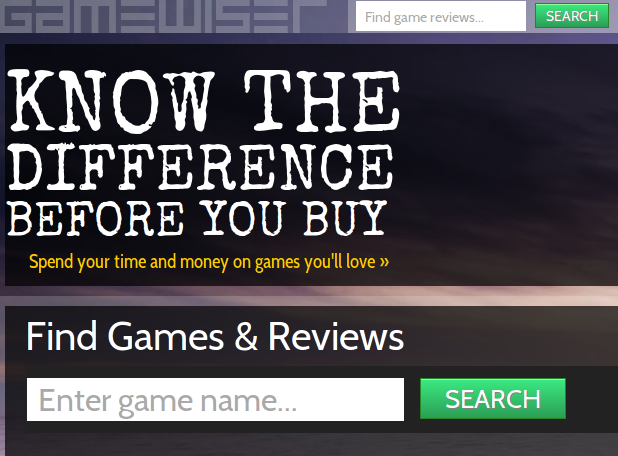 GAMEWISER
Find game reviews...
SEARCH
KNOW THE
DIFFERENCE
BEFORE YOU BUY
Spend your time and money on games you'll love »
Find Games & Reviews
Enter game name...
SEARCH